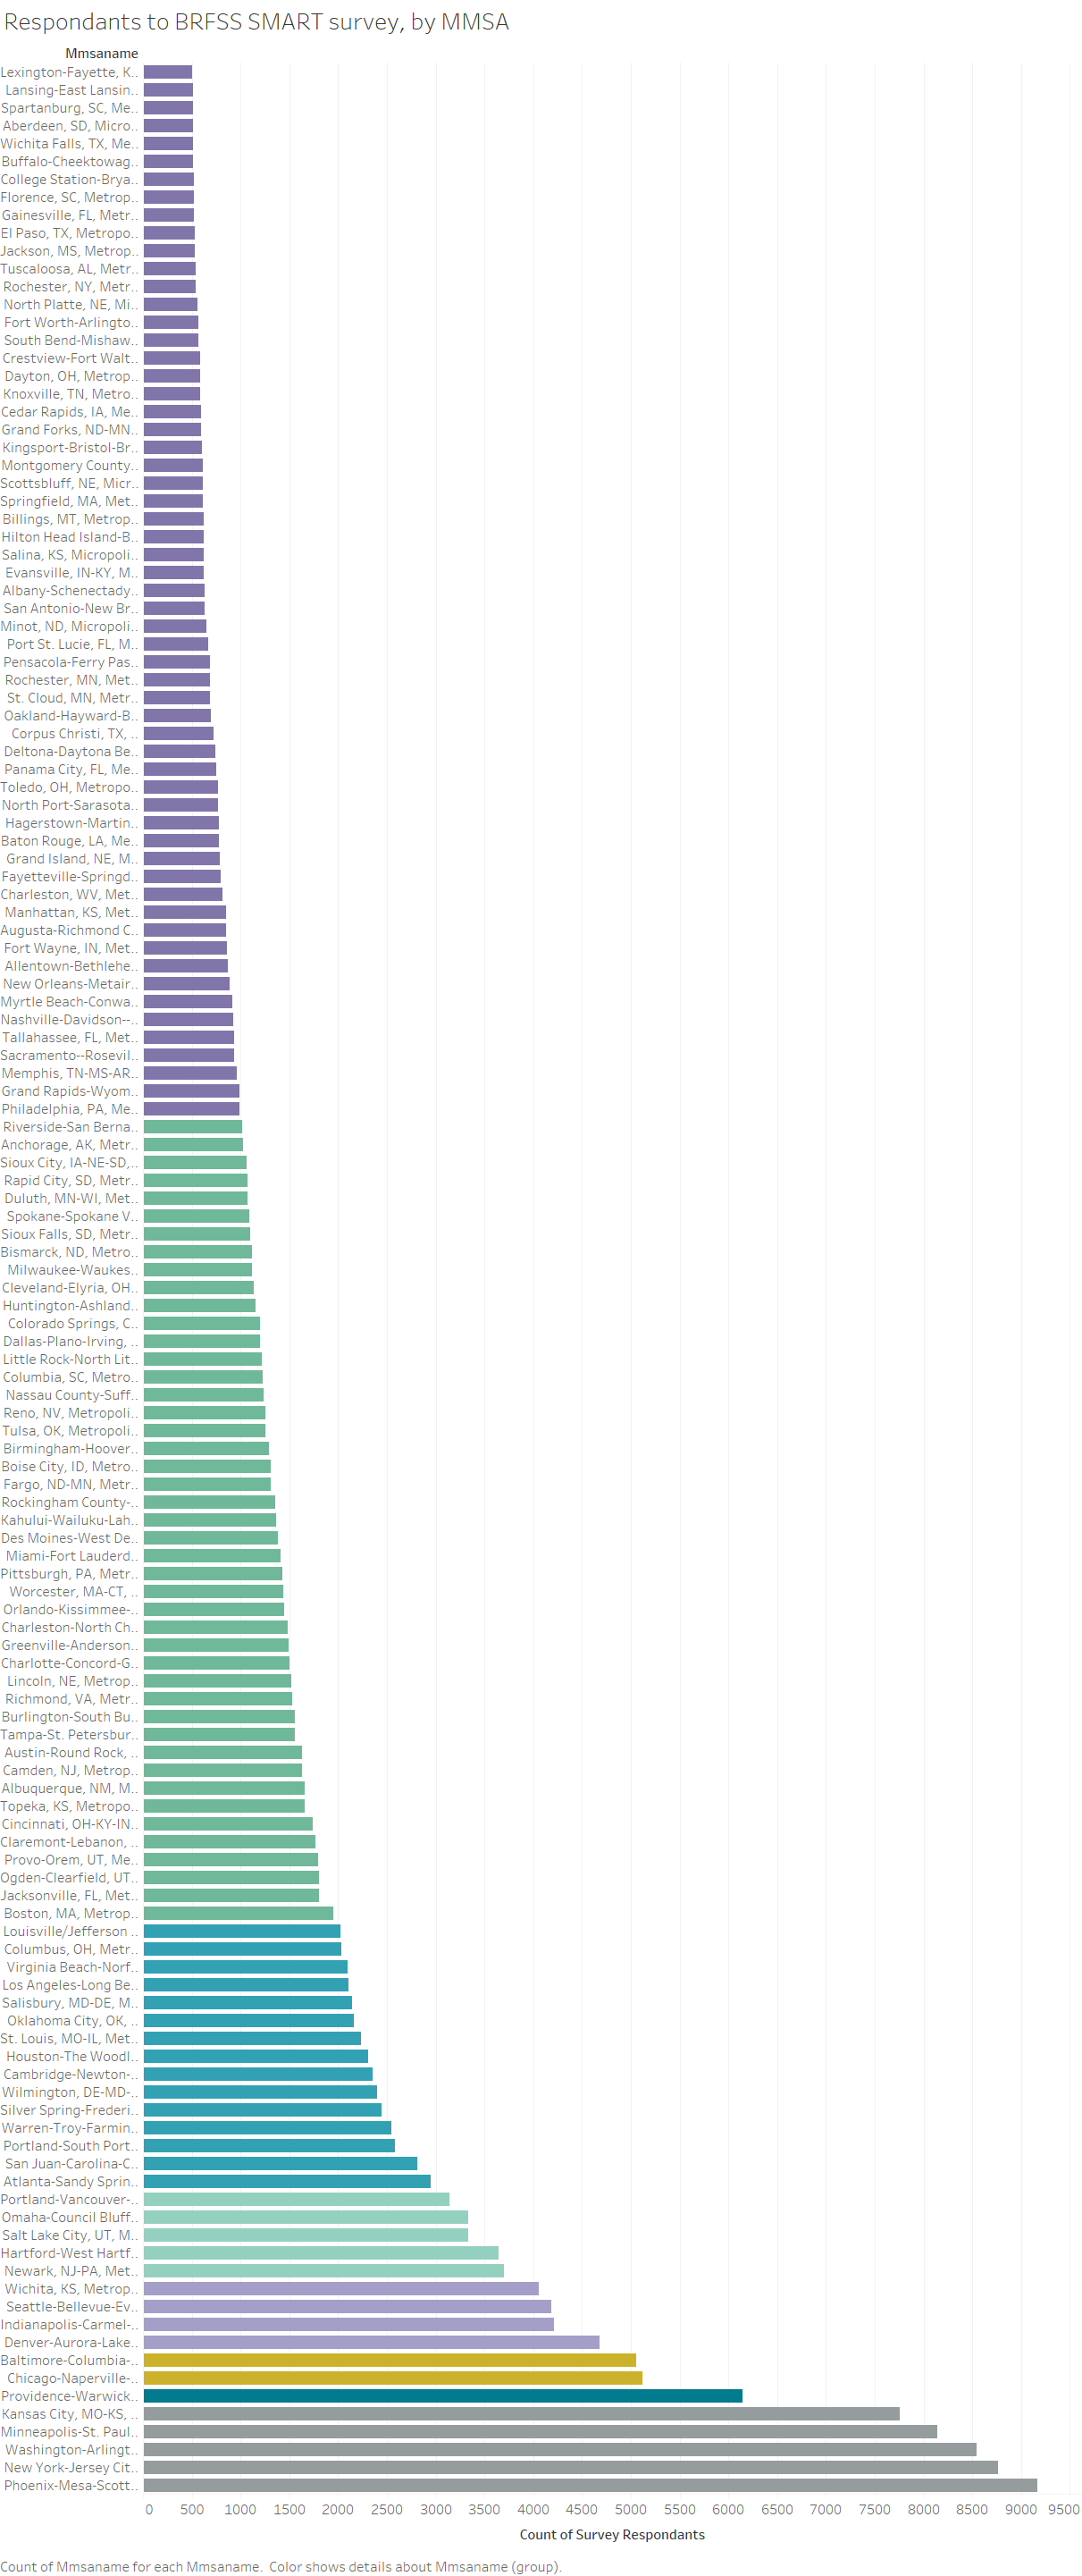 Respondants to BRFSS SMART survey, by MMSA
Mmsaname
Lexington-Fayette, K..
Lansing-East Lansin..
Spartanburg, SC, Me..
Aberdeen, SD, Micro..
Wichita Falls, TX, Me..
Buffalo-Cheektowag..
College Station-Brya..
Florence, SC, Metrop..
Gainesville, FL, Metr..
El Paso, TX, Metropo..
Jackson, MS, Metrop..
Tuscaloosa, AL, Metr..
Rochester, NY, Metr..
North Platte, NE, Mi..
Fort Worth-Arlingto..
South Bend-Mishaw..
Crestview-Fort Walt..
Dayton, OH, Metrop..
Knoxville, TN, Metro..
Cedar Rapids, IA, Me..
Grand Forks, ND-MN..
Kingsport-Bristol-Br..
Montgomery County..
Scottsbluff, NE, Micr..
Springfield, MA, Met..
Billings, MT, Metrop..
Hilton Head Island-B..
Salina, KS, Micropoli..
Evansville, IN-KY, M..
Albany-Schenectady..
San Antonio-New Br..
Minot, ND, Micropoli..
Port St. Lucie, FL, M..
Pensacola-Ferry Pas..
Rochester, MN, Met..
St. Cloud, MN, Metr..
Oakland-Hayward-B..
Corpus Christi, TX, ..
Deltona-Daytona Be..
Panama City, FL, Me..
Toledo, OH, Metropo..
North Port-Sarasota..
Hagerstown-Martin..
Baton Rouge, LA, Me..
Grand Island, NE, M..
Fayetteville-Springd..
Charleston, WV, Met..
Manhattan, KS, Met..
Augusta-Richmond C..
Fort Wayne, IN, Met..
Allentown-Bethlehe..
New Orleans-Metair..
Myrtle Beach-Conwa..
Nashville-Davidson--..
Tallahassee, FL, Met..
Sacramento--Rosevil..
Memphis, TN-MS-AR..
Grand Rapids-Wyom..
Philadelphia, PA, Me..
Riverside-San Berna..
Anchorage, AK, Metr..
Sioux City, IA-NE-SD,..
Rapid City, SD, Metr..
Duluth, MN-WI, Met..
Spokane-Spokane V..
Sioux Falls, SD, Metr..
Bismarck, ND, Metro..
Milwaukee-Waukes..
Cleveland-Elyria, OH..
Huntington-Ashland..
Colorado Springs, C..
Dallas-Plano-Irving, ..
Little Rock-North Lit..
Columbia, SC, Metro..
Nassau County-Suff..
Reno, NV, Metropoli..
Tulsa, OK, Metropoli..
Birmingham-Hoover..
Boise City, ID, Metro..
Fargo, ND-MN, Metr..
Rockingham County-..
Kahului-Wailuku-Lah..
Des Moines-West De..
Miami-Fort Lauderd..
Pittsburgh, PA, Metr..
Worcester, MA-CT, ..
Orlando-Kissimmee-..
Charleston-North Ch..
Greenville-Anderson..
Charlotte-Concord-G..
Lincoln, NE, Metrop..
Richmond, VA, Metr..
Burlington-South Bu..
Tampa-St. Petersbur..
Austin-Round Rock, ..
Camden, NJ, Metrop..
Albuquerque, NM, M..
Topeka, KS, Metropo..
Cincinnati, OH-KY-IN..
Claremont-Lebanon, ..
Provo-Orem, UT, Me..
Ogden-Clearfield, UT..
Jacksonville, FL, Met..
Boston, MA, Metrop..
Louisville/Jefferson ..
Columbus, OH, Metr..
Virginia Beach-Norf..
Los Angeles-Long Be..
Salisbury, MD-DE, M..
Oklahoma City, OK, ..
St. Louis, MO-IL, Met..
Houston-The Woodl..
Cambridge-Newton-..
Wilmington, DE-MD-..
Silver Spring-Frederi..
Warren-Troy-Farmin..
Portland-South Port..
San Juan-Carolina-C..
Atlanta-Sandy Sprin..
Portland-Vancouver-..
Omaha-Council Bluff..
Salt Lake City, UT, M..
Hartford-West Hartf..
Newark, NJ-PA, Met..
Wichita, KS, Metrop..
Seattle-Bellevue-Ev..
Indianapolis-Carmel-..
Denver-Aurora-Lake..
Baltimore-Columbia-..
Chicago-Naperville-..
Providence-Warwick..
Kansas City, MO-KS, ..
Minneapolis-St. Paul..
Washington-Arlingt..
New York-Jersey Cit..
Phoenix-Mesa-Scott..
0 500 1000 1500 2000 2500 3000 3500 4000 4500 5000 5500 6000 6500 7000 7500 8000 8500 9000 9500
Count of Survey Respondants
Count of Mmsaname for each Mmsaname. Color shows details about Mmsaname (group).